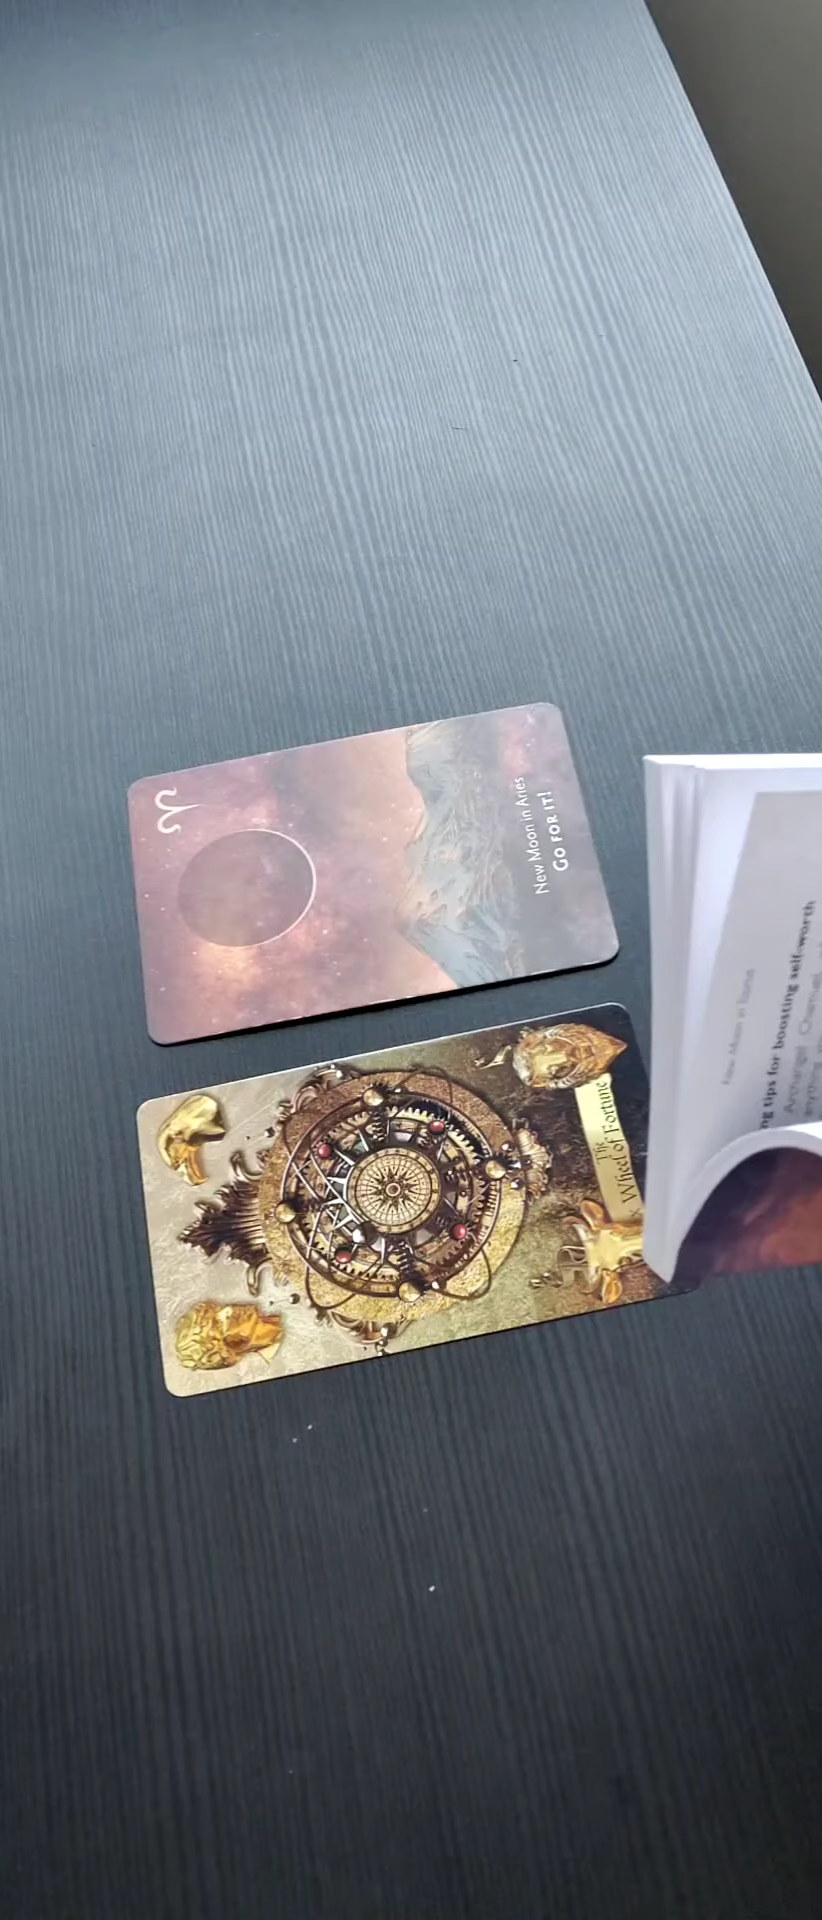 New Moon in Aries
GO FOR IT!
The
Wheel of Fortune
New Moon in Taurus
tips for boosting self-worth
Archangel Chamuel,
anything